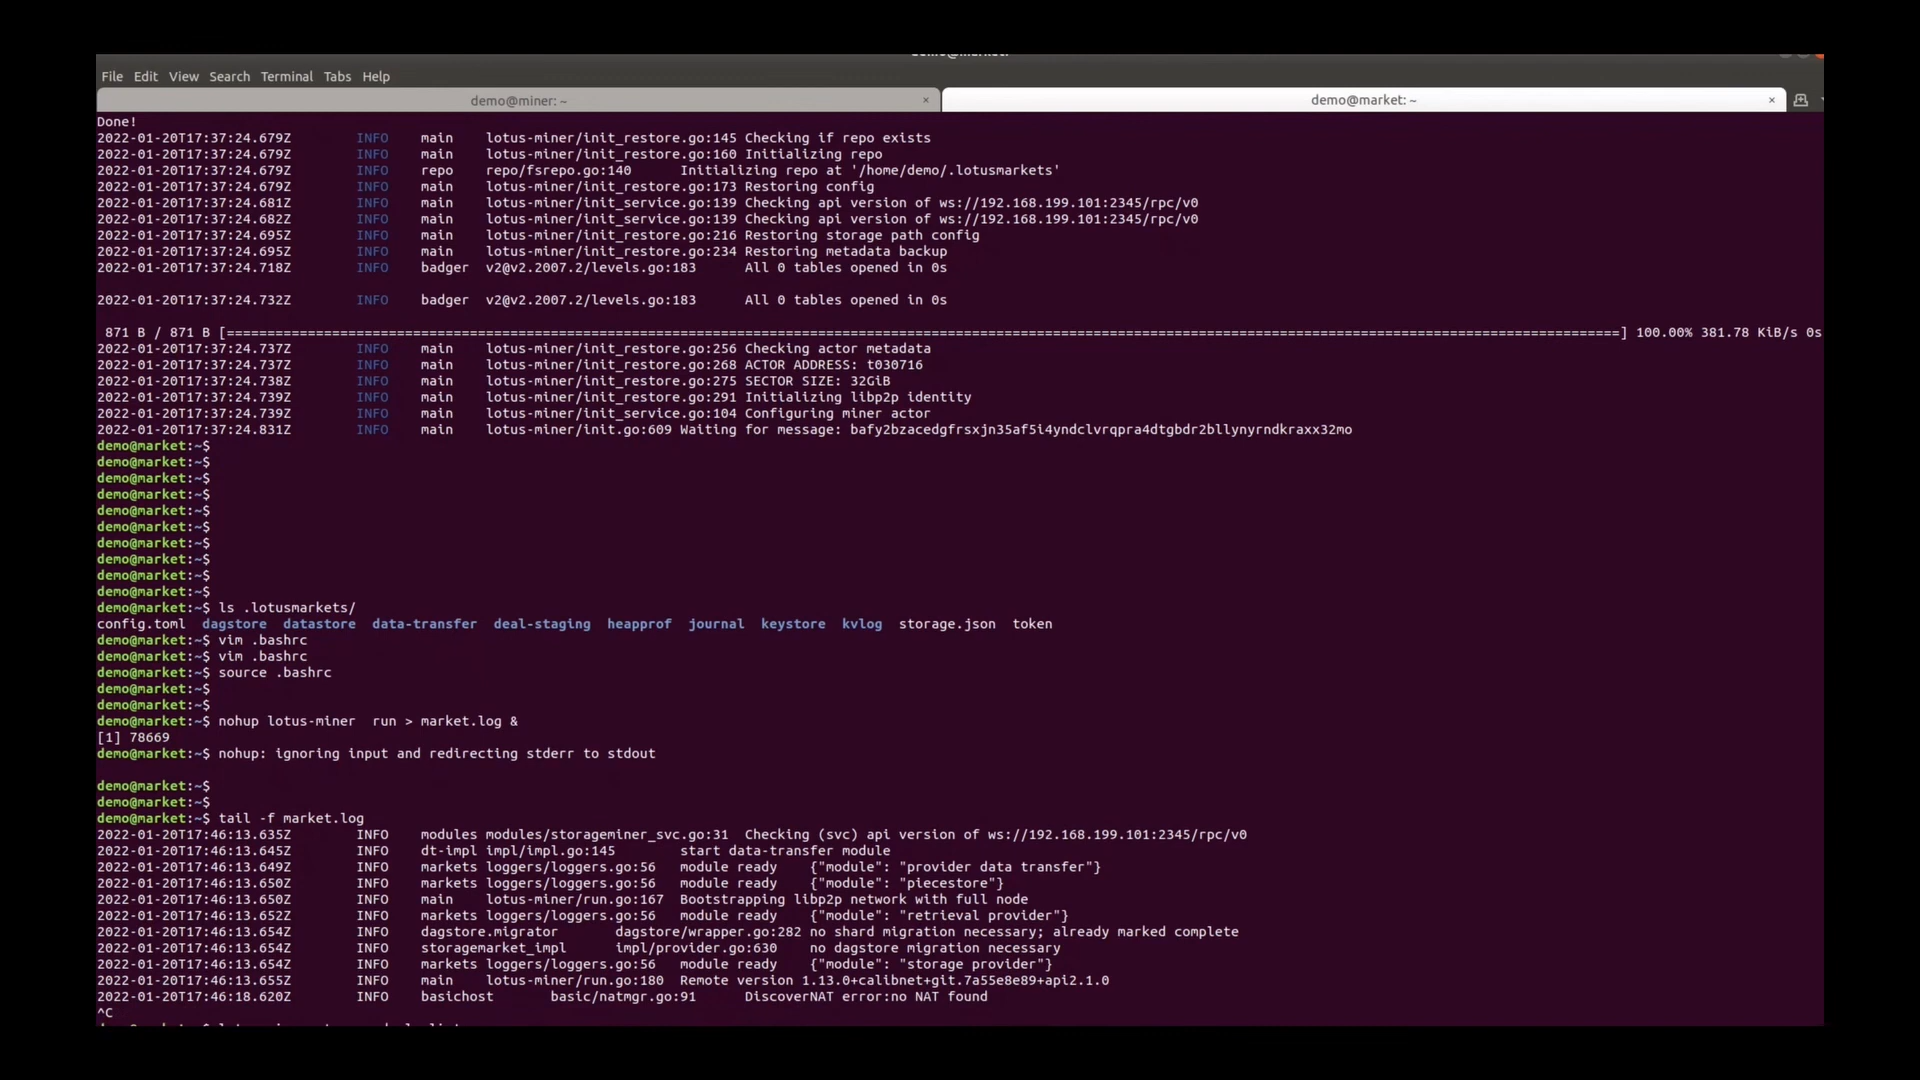 File Edit View Search Terminal Tabs Help
demo@miner: ~ × demo@market: ~ ×
Done!
2022-01-20T17:37:24.679Z INFO main lotus-miner/init_restore.go:145 Checking if repo exists
2022-01-20T17:37:24.679Z INFO main lotus-miner/init_restore.go:160 Initializing repo
2022-01-20T17:37:24.679Z INFO repo repo/fsrepo.go:140 Initializing repo at '/home/demo/.lotusmarkets'
2022-01-20T17:37:24.679Z INFO main lotus-miner/init_restore.go:173 Restoring config
2022-01-20T17:37:24.681Z INFO main lotus-miner/init_service.go:139 Checking api version of ws://192.168.199.101:2345/rpc/v0
2022-01-20T17:37:24.682Z INFO main lotus-miner/init_service.go:139 Checking api version of ws://192.168.199.101:2345/rpc/v0
2022-01-20T17:37:24.695Z INFO main lotus-miner/init_restore.go:216 Restoring storage path config
2022-01-20T17:37:24.695Z INFO main lotus-miner/init_restore.go:234 Restoring metadata backup
2022-01-20T17:37:24.718Z INFO badger v2@v2.2007.2/levels.go:183 All 0 tables opened in 0s
2022-01-20T17:37:24.732Z INFO badger v2@v2.2007.2/levels.go:183 All 0 tables opened in 0s
871 B / 871 B [============================================================================================================================================================================] 100.00% 381.78 KiB/s 0s
2022-01-20T17:37:24.737Z INFO main lotus-miner/init_restore.go:256 Checking actor metadata
2022-01-20T17:37:24.737Z INFO main lotus-miner/init_restore.go:268 ACTOR ADDRESS: t030716
2022-01-20T17:37:24.738Z INFO main lotus-miner/init_restore.go:275 SECTOR SIZE: 32GiB
2022-01-20T17:37:24.739Z INFO main lotus-miner/init_restore.go:291 Initializing libp2p identity
2022-01-20T17:37:24.739Z INFO main lotus-miner/init_service.go:104 Configuring miner actor
2022-01-20T17:37:24.831Z INFO main lotus-miner/init.go:609 Waiting for message: bafy2bzacedgfrsxjn35af5i4yndclvrqpra4dtgbdr2bllynyrndkraxx32mo
demo@market:~$
demo@market:~$
demo@market:~$
demo@market:~$
demo@market:~$
demo@market:~$
demo@market:~$
demo@market:~$
demo@market:~$
demo@market:~$
demo@market:~$ ls .lotusmarkets/
config.toml dagstore datastore data-transfer deal-staging heapprof journal keystore kvlog storage.json token
demo@market:~$ vim .bashrc
demo@market:~$ vim .bashrc
demo@market:~$ source .bashrc
demo@market:~$
demo@market:~$
demo@market:~$ nohup lotus-miner run > market.log &
[1] 78669
demo@market:~$ nohup: ignoring input and redirecting stderr to stdout
demo@market:~$
demo@market:~$
demo@market:~$ tail -f market.log
2022-01-20T17:46:13.635Z INFO modules modules/storageminer_svc.go:31 Checking (svc) api version of ws://192.168.199.101:2345/rpc/v0
2022-01-20T17:46:13.645Z INFO dt-impl impl/impl.go:145 start data-transfer module
2022-01-20T17:46:13.649Z INFO markets loggers/loggers.go:56 module ready {"module": "provider data transfer"}
2022-01-20T17:46:13.650Z INFO markets loggers/loggers.go:56 module ready {"module": "piecestore"}
2022-01-20T17:46:13.650Z INFO main lotus-miner/run.go:167 Bootstrapping libp2p network with full node
2022-01-20T17:46:13.652Z INFO markets loggers/loggers.go:56 module ready {"module": "retrieval provider"}
2022-01-20T17:46:13.654Z INFO dagstore.migrator dagstore/wrapper.go:282 no shard migration necessary; already marked complete
2022-01-20T17:46:13.654Z INFO storagemarket_impl impl/provider.go:630 no dagstore migration necessary
2022-01-20T17:46:13.654Z INFO markets loggers/loggers.go:56 module ready {"module": "storage provider"}
2022-01-20T17:46:13.655Z INFO main lotus-miner/run.go:180 Remote version 1.13.0+calibnet+git.7a55e8e89+api2.1.0
2022-01-20T17:46:18.620Z INFO basichost basic/natmgr.go:91 DiscoverNAT error:no NAT found
^C